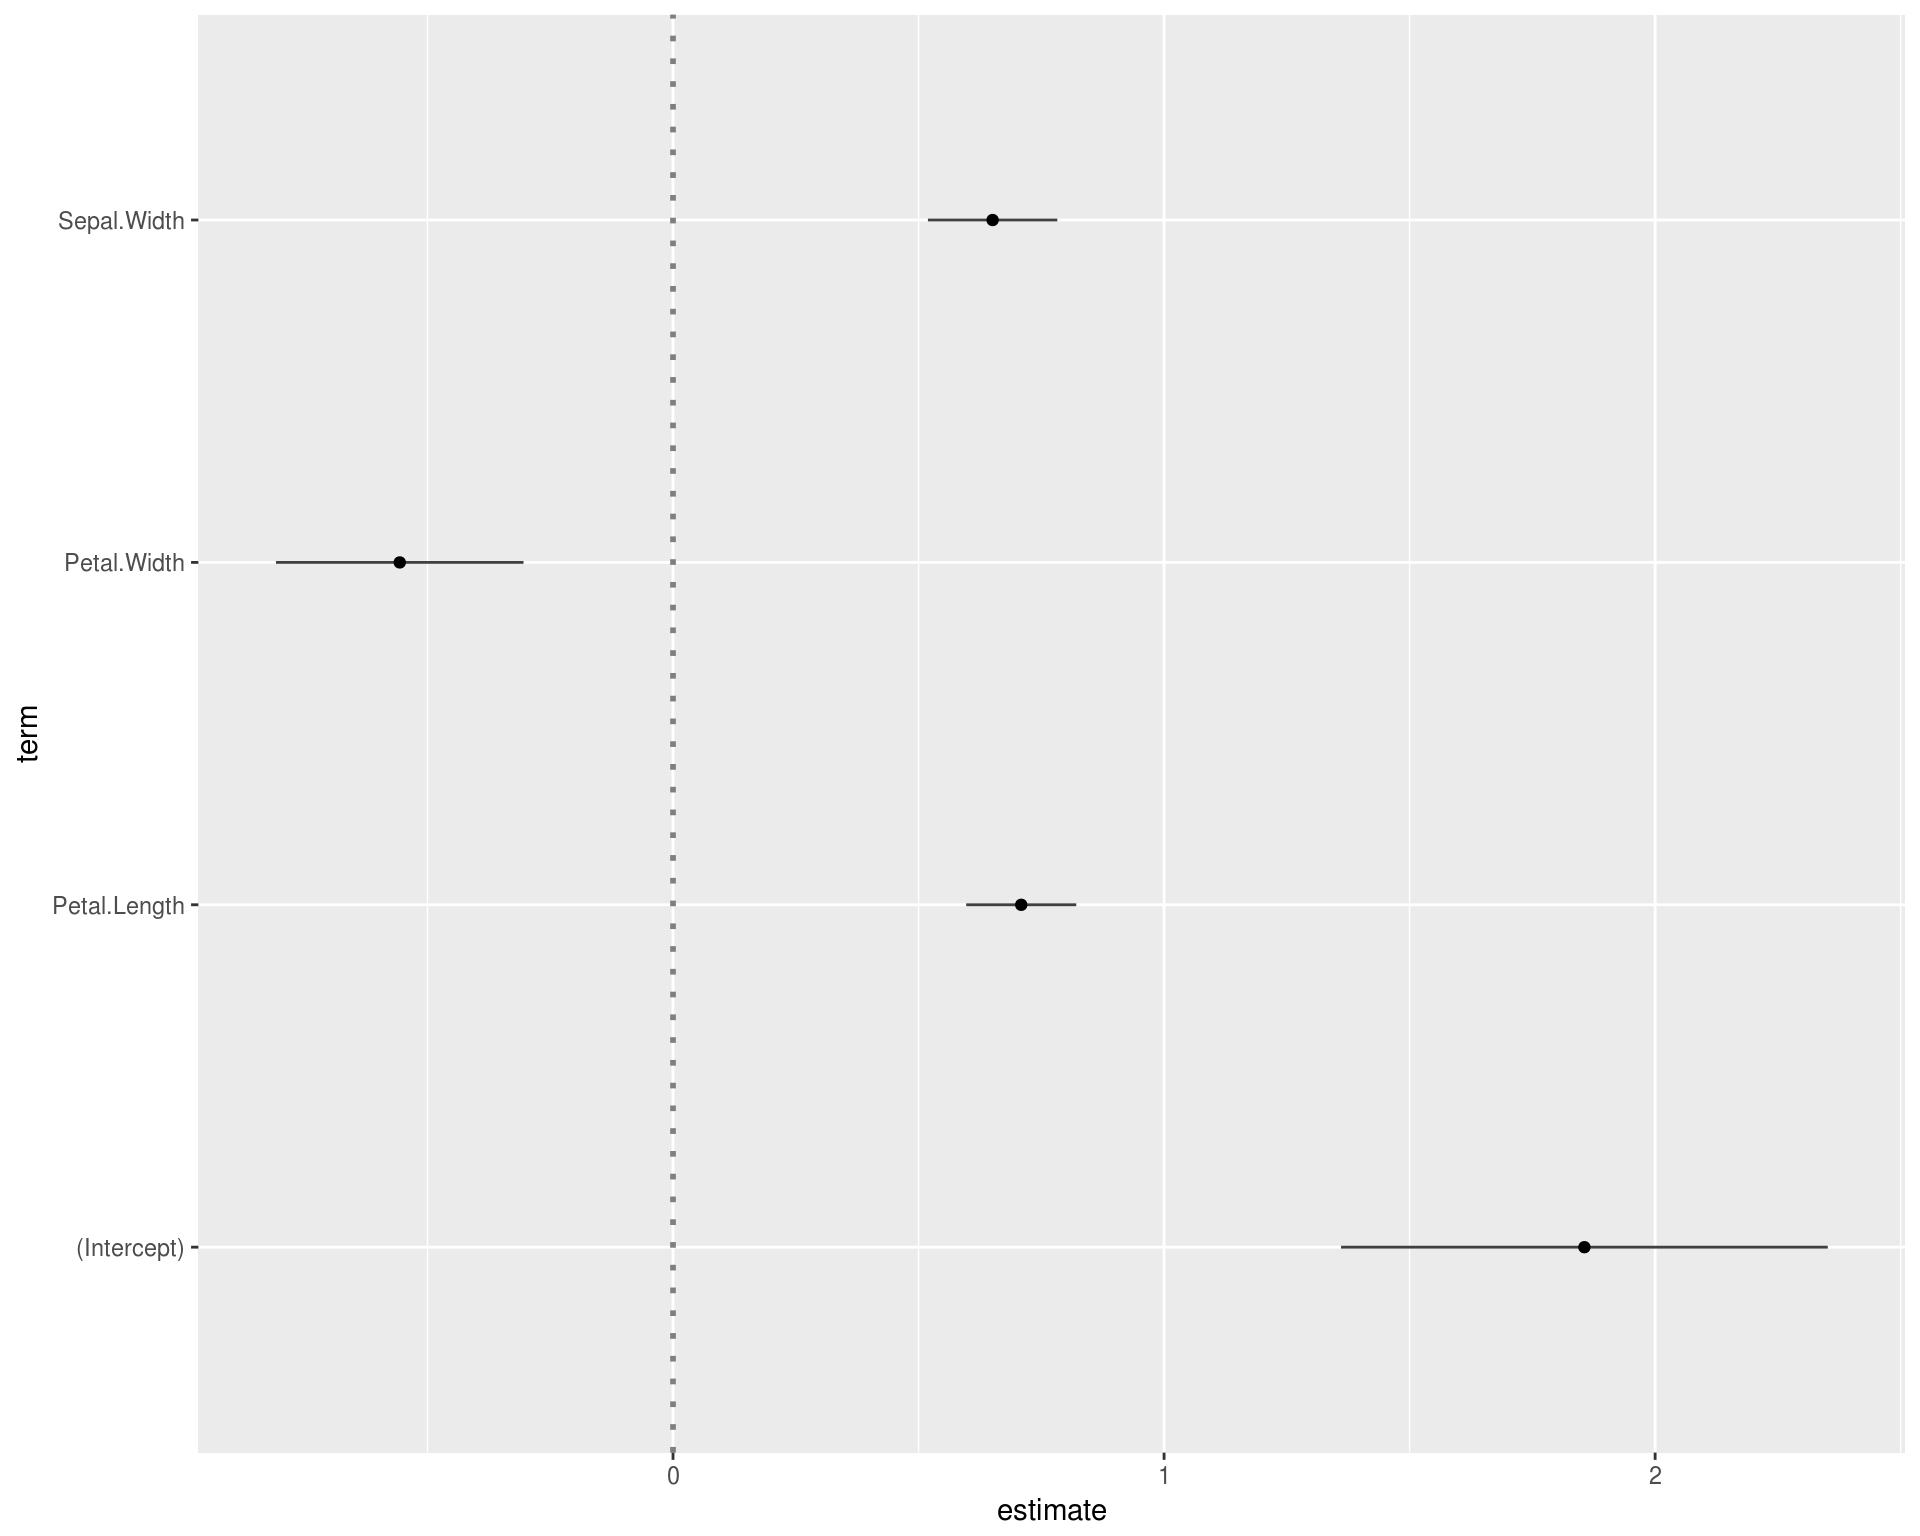 term
Sepal.Width
Petal.Width
Petal.Length
(Intercept)
0 1 2
estimate